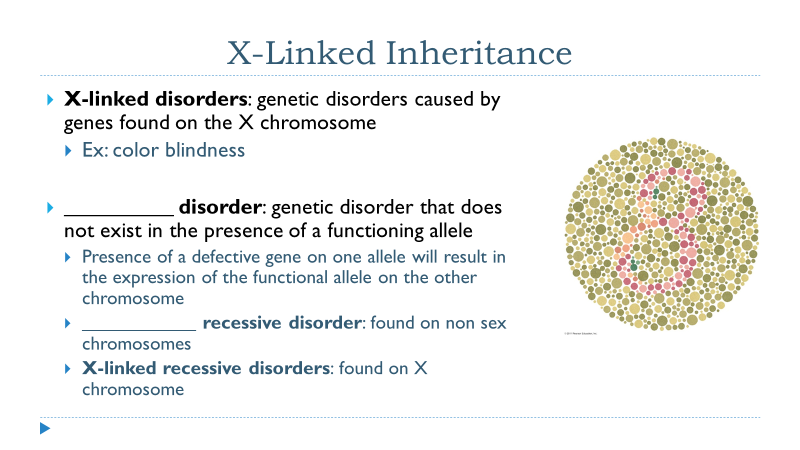 X-Linked Inheritance
X-linked disorders: genetic disorders caused by
genes found on the X chromosome
Ex: color blindness
__________ disorder: genetic disorder that does
not exist in the presence of a functioning allele
Presence of a defective gene on one allele will result in
the expression of the functional allele on the other
chromosome
____________ recessive disorder: found on non sex
chromosomes
X-linked recessive disorders: found on X
chromosome